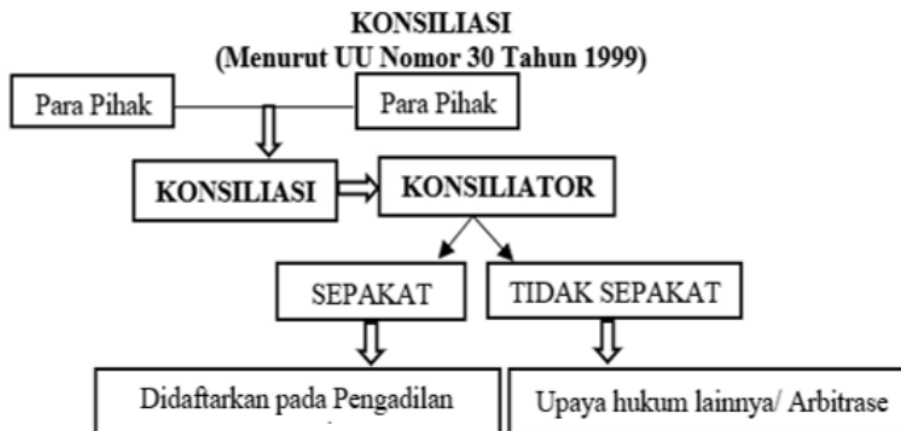 KONSILIASI
(Menurut UU Nomor 30 Tahun 1999)
Para Pihak
Para Pihak
KONSILIASI
KONSILIATOR
SEPAKAT
TIDAK SEPAKAT
Didaftarkan pada Pengadilan
Upaya hukum lainnya/ Arbitrase